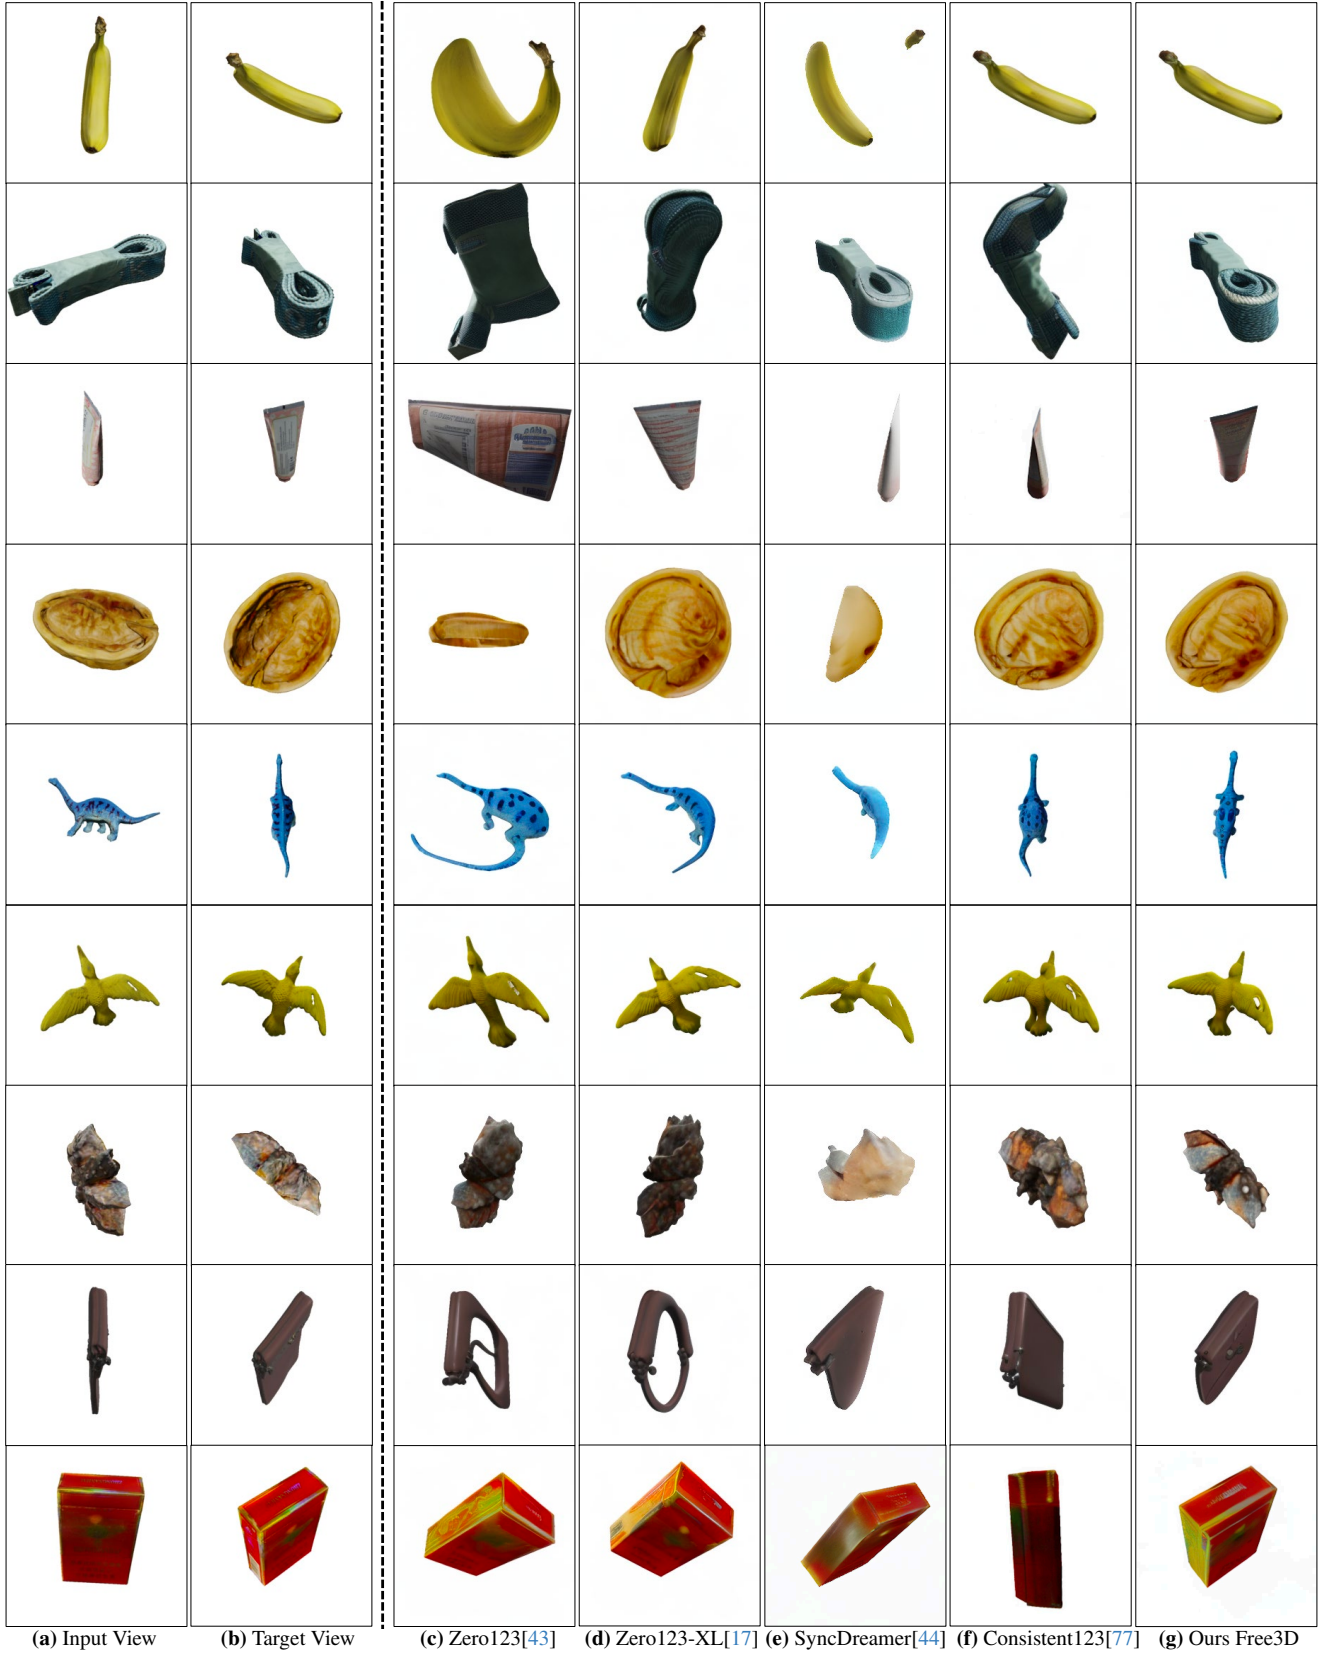 (a) Input View (b) Target View (c) Zero123[43] (d) Zero123-XL[17] (e) SyncDreamer[44] (f) Consistent123[77] (g) Ours Free3D